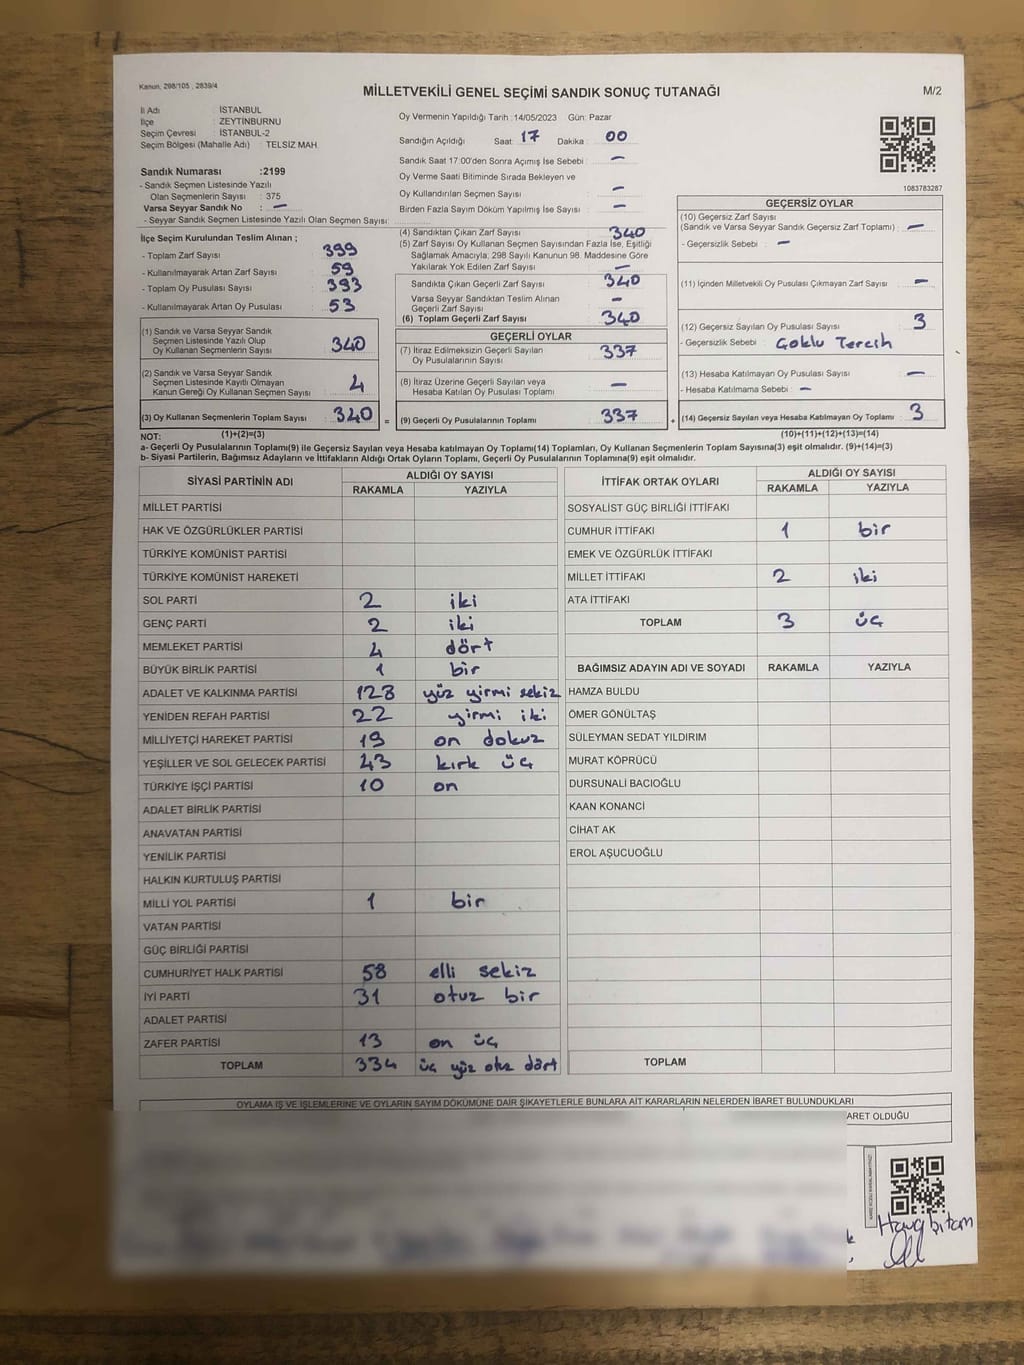 Kanun, 298/105 , 2839/4
MİLLETVEKİLİ GENEL SEÇİMİ SANDIK SONUÇ TUTANAĞI
M/2
İl Adı : İSTANBUL
İlçe : ZEYTİNBURNU
Seçim Çevresi : İSTANBUL-2
Seçim Bölgesi (Mahalle Adı) : TELSİZ MAH.
Sandık Numarası :2199
- Sandık Seçmen Listesinde Yazılı
Olan Seçmenlerin Sayısı : 375
Varsa Seyyar Sandık No : –
- Seyyar Sandık Seçmen Listesinde Yazılı Olan Seçmen Sayısı:
Oy Vermenin Yapıldığı Tarih :14/05/2023 Gün: Pazar
Sandığın Açıldığı Saat: 17 Dakika : 00
Sandık Saat 17:00'den Sonra Açımış İse Sebebi : –
Oy Verme Saati Bitiminde Sırada Bekleyen ve
Oy Kullandırılan Seçmen Sayısı : –
Birden Fazla Sayım Döküm Yapılmış İse Sayısı : –
1083783287
İlçe Seçim Kurulundan Teslim Alınan ;
- Toplam Zarf Sayısı : 399
- Kullanılmayarak Artan Zarf Sayısı : 59
- Toplam Oy Pusulası Sayısı : 393
- Kullanılmayarak Artan Oy Pusulası : 53
(1) Sandık ve Varsa Seyyar Sandık
Seçmen Listesinde Yazılı Olup
Oy Kullanan Seçmenlerin Sayısı : 340
(2) Sandık ve Varsa Seyyar Sandık
Seçmen Listesinde Kayıtlı Olmayan
Kanun Gereği Oy Kullanan Seçmen Sayısı : 4
(3) Oy Kullanan Seçmenlerin Toplam Sayısı : 340 =
(4) Sandıktan Çıkan Zarf Sayısı : 340
(5) Zarf Sayısı Oy Kullanan Seçmen Sayısından Fazla İse, Eşitliği
Sağlamak Amacıyla; 298 Sayılı Kanunun 98. Maddesine Göre
Yakılarak Yok Edilen Zarf Sayısı : –
Sandıkta Çıkan Geçerli Zarf Sayısı : 340
Varsa Seyyar Sandıktan Teslim Alınan
Geçerli Zarf Sayısı : –
(6) Toplam Geçerli Zarf Sayısı : 340
GEÇERLİ OYLAR
(7) İtiraz Edilmeksizin Geçerli Sayılan
Oy Pusulalarının Sayısı : 337
(8) İtiraz Üzerine Geçerli Sayılan veya
Hesaba Katılan Oy Pusulası Toplamı : –
(9) Geçerli Oy Pusulalarının Toplamı : 337 +
GEÇERSİZ OYLAR
(10) Geçersiz Zarf Sayısı
(Sandık ve Varsa Seyyar Sandık Geçersiz Zarf Toplamı) : –
- Geçersizlik Sebebi : –
(11) İçinden Milletvekili Oy Pusulası Çıkmayan Zarf Sayısı : –
(12) Geçersiz Sayılan Oy Pusulası Sayısı : 3
- Geçersizlik Sebebi : Çoklu Tercih
(13) Hesaba Katılmayan Oy Pusulası Sayısı : –
- Hesaba Katılmama Sebebi : –
(14) Geçersiz Sayılan veya Hesaba Katılmayan Oy Toplamı : 3
NOT: (1)+(2)=(3) (10)+(11)+(12)+(13)=(14)
a- Geçerli Oy Pusulalarının Toplamı(9) ile Geçersiz Sayılan veya Hesaba katılmayan Oy Toplamı(14) Toplamları, Oy Kullanan Seçmenlerin Toplam Sayısına(3) eşit olmalıdır. (9)+(14)=(3)
b- Siyasi Partilerin, Bağımsız Adayların ve İttifakların Aldığı Ortak Oyların Toplamı, Geçerli Oy Pusulalarının Toplamına(9) eşit olmalıdır.
SİYASİ PARTİNİN ADI ALDIĞI OY SAYISI
RAKAMLA YAZIYLA
MİLLET PARTİSİ
HAK VE ÖZGÜRLÜKLER PARTİSİ
TÜRKİYE KOMÜNİST PARTİSİ
TÜRKİYE KOMÜNİST HAREKETİ
SOL PARTİ 2 iki
GENÇ PARTİ 2 iki
MEMLEKET PARTİSİ 4 dört
BÜYÜK BİRLİK PARTİSİ 1 bir
ADALET VE KALKINMA PARTİSİ 128 yüz yirmi sekiz
YENİDEN REFAH PARTİSİ 22 yirmi iki
MİLLİYETÇİ HAREKET PARTİSİ 19 on dokuz
YEŞİLLER VE SOL GELECEK PARTİSİ 43 kırk üç
TÜRKİYE İŞÇİ PARTİSİ 10 on
ADALET BİRLİK PARTİSİ
ANAVATAN PARTİSİ
YENİLİK PARTİSİ
HALKIN KURTULUŞ PARTİSİ
MİLLİ YOL PARTİSİ 1 bir
VATAN PARTİSİ
GÜÇ BİRLİĞİ PARTİSİ
CUMHURİYET HALK PARTİSİ 58 elli sekiz
İYİ PARTİ 31 otuz bir
ADALET PARTİSİ
ZAFER PARTİSİ 13 on üç
TOPLAM 334 üç yüz otuz dört
İTTİFAK ORTAK OYLARI ALDIĞI OY SAYISI
RAKAMLA YAZIYLA
SOSYALİST GÜÇ BİRLİĞİ İTTİFAKI
CUMHUR İTTİFAKI 1 bir
EMEK VE ÖZGÜRLÜK İTTİFAKI
MİLLET İTTİFAKI 2 iki
ATA İTTİFAKI
TOPLAM 3 üç
BAĞIMSIZ ADAYIN ADI VE SOYADI RAKAMLA YAZIYLA
HAMZA BULDU
ÖMER GÖNÜLTAŞ
SÜLEYMAN SEDAT YILDIRIM
MURAT KÖPRÜCÜ
DURSUNALİ BACIOĞLU
KAAN KONANCİ
CİHAT AK
EROL AŞUCUOĞLU
TOPLAM
OYLAMA İŞ VE İŞLEMLERİNE VE OYLARIN SAYIM DÖKÜMÜNE DAİR ŞİKAYETLERLE BUNLARA AİT KARARLARIN NELERDEN İBARET BULUNDUKLARI
ARET OLDUĞU